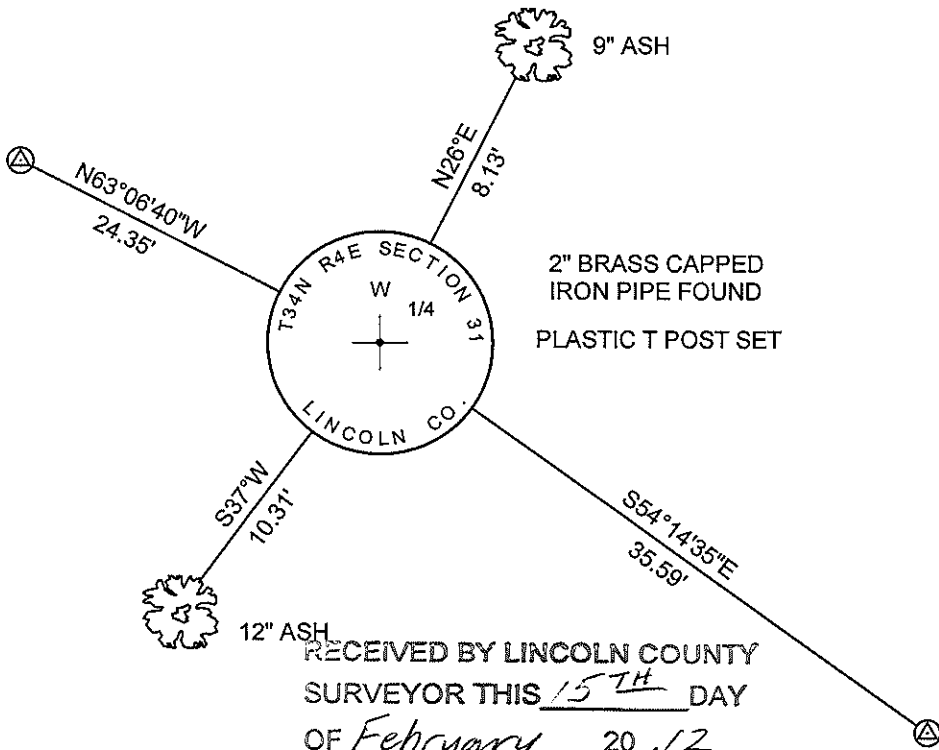 9" ASH
N26°E
8.13'
N63°06'40"W
24.35'
T34N R4E SECTION 31
W
1/4
LINCOLN CO.
2" BRASS CAPPED
IRON PIPE FOUND
PLASTIC T POST SET
S37°W
10.31'
S54°14'35"E
35.59'
12" ASH
RECEIVED BY LINCOLN COUNTY
SURVEYOR THIS 15TH DAY
OF February 20 12